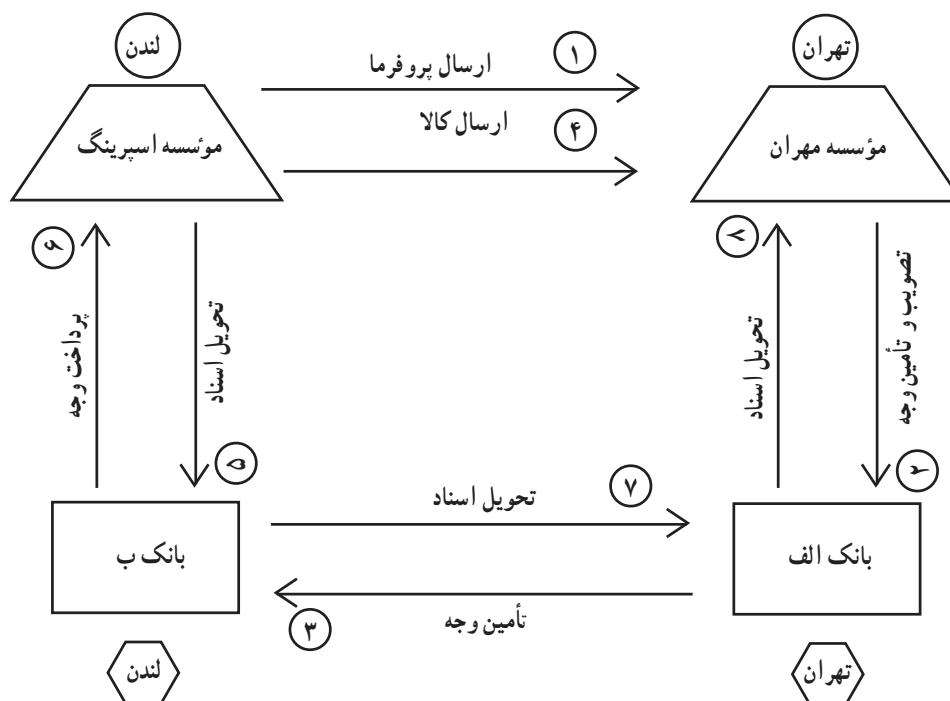 تهران
لندن
ارسال پروفرما
۱
ارسال کالا
۴
مؤسسه مهران
مؤسسه اسپرینگ
۸
تصویب و تأمین وجه
تحویل اسناد
۲
۶
پرداخت وجه
تحویل اسناد
۵
تحویل اسناد
۷
بانک الف
بانک ب
تأمین وجه
۳
تهران
لندن